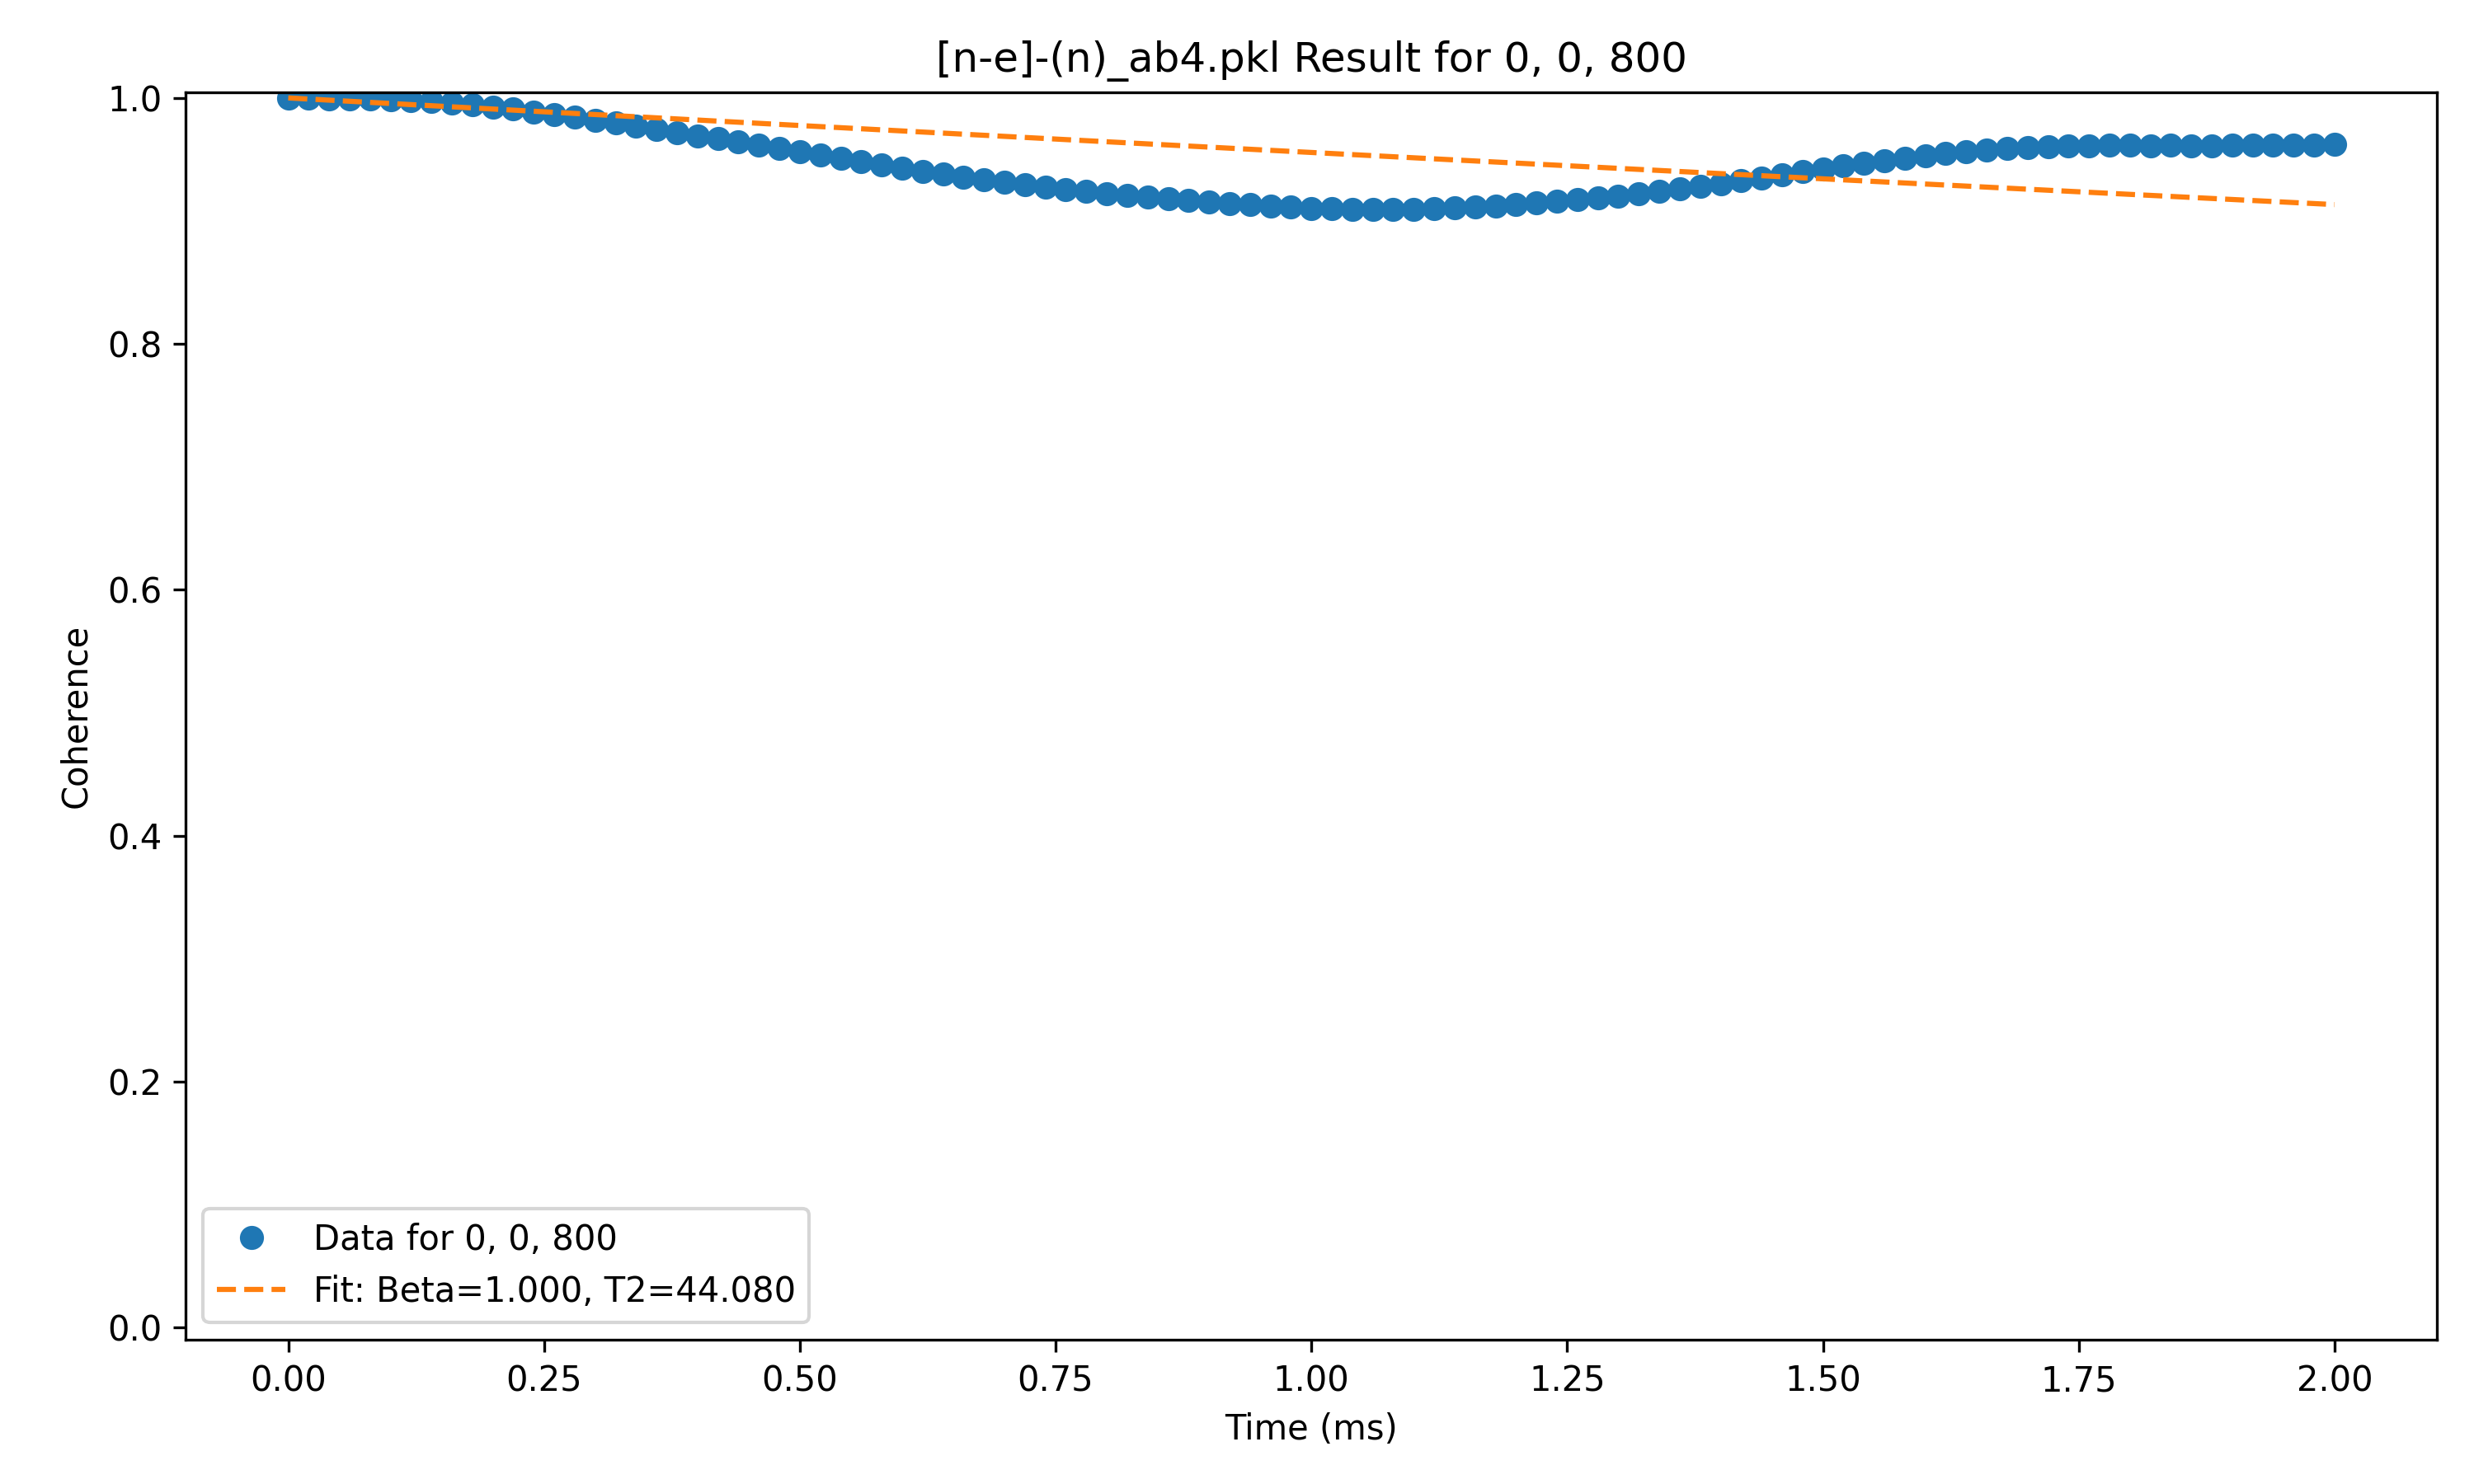 [n-e]-(n)_ab4.pkl Result for 0, 0, 800
1.0
0.8
0.6
0.4
0.2
0.0
Coherence
Data for 0, 0, 800
Fit: Beta=1.000, T2=44.080
0.00 0.25 0.50 0.75 1.00 1.25 1.50 1.75 2.00
Time (ms)